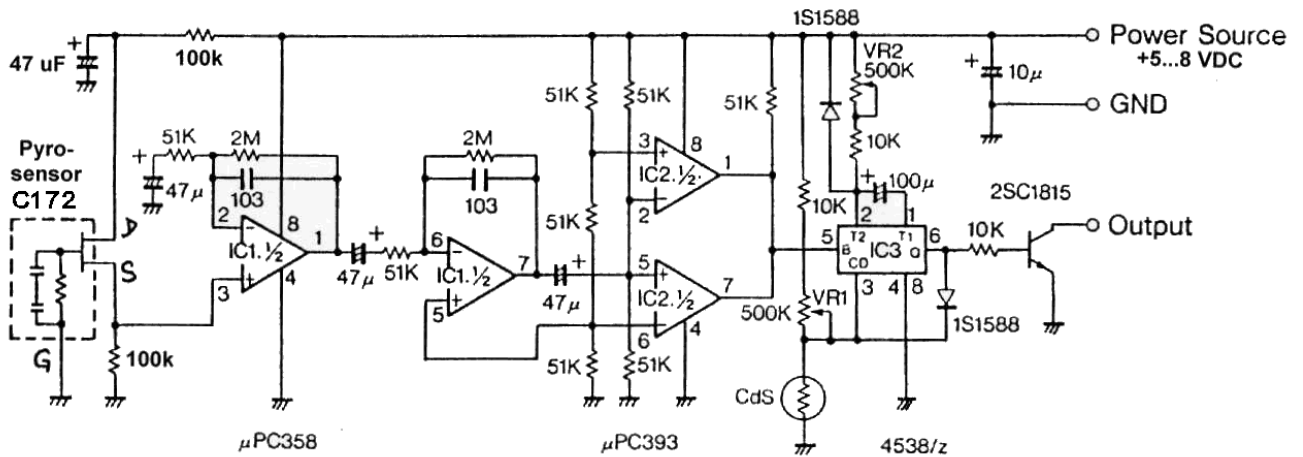 1S1588
47 uF
+
100k
Power Source
+5...8 VDC
VR2
500K
+
10μ
51K
51K
51K
GND
51K
2M
2M
10K
Pyro-
sensor
C172
+
47μ
103
103
3
+
8
IC2.½
1
−
2
+
100μ
2SC1815
D
S
G
2
−
8
IC1.½
1
+
3
4
47μ
+
51K
6
−
IC1.½
7
+
5
+
47μ
51K
10K
2
1
T2
T1
5
B
IC3
Q
6
CD
3
4
8
10K
Output
5
+
IC2.½
7
−
6
4
500K
VR1
1S1588
100k
51K
51K
CdS
μPC358
μPC393
4538/z